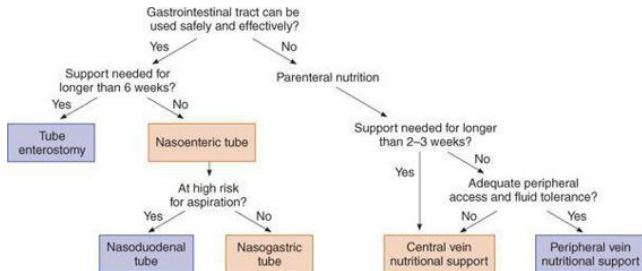 Gastrointestinal tract can be
used safely and effectively?
Yes
No
Support needed for
longer than 6 weeks?
Parenteral nutrition
Yes
No
Tube
enterostomy
Nasoenteric tube
Support needed for longer
than 2–3 weeks?
Yes
No
At high risk
for aspiration?
Adequate peripheral
access and fluid tolerance?
Yes
No
No
Yes
Nasoduodenal
tube
Nasogastric
tube
Central vein
nutritional support
Peripheral vein
nutritional support